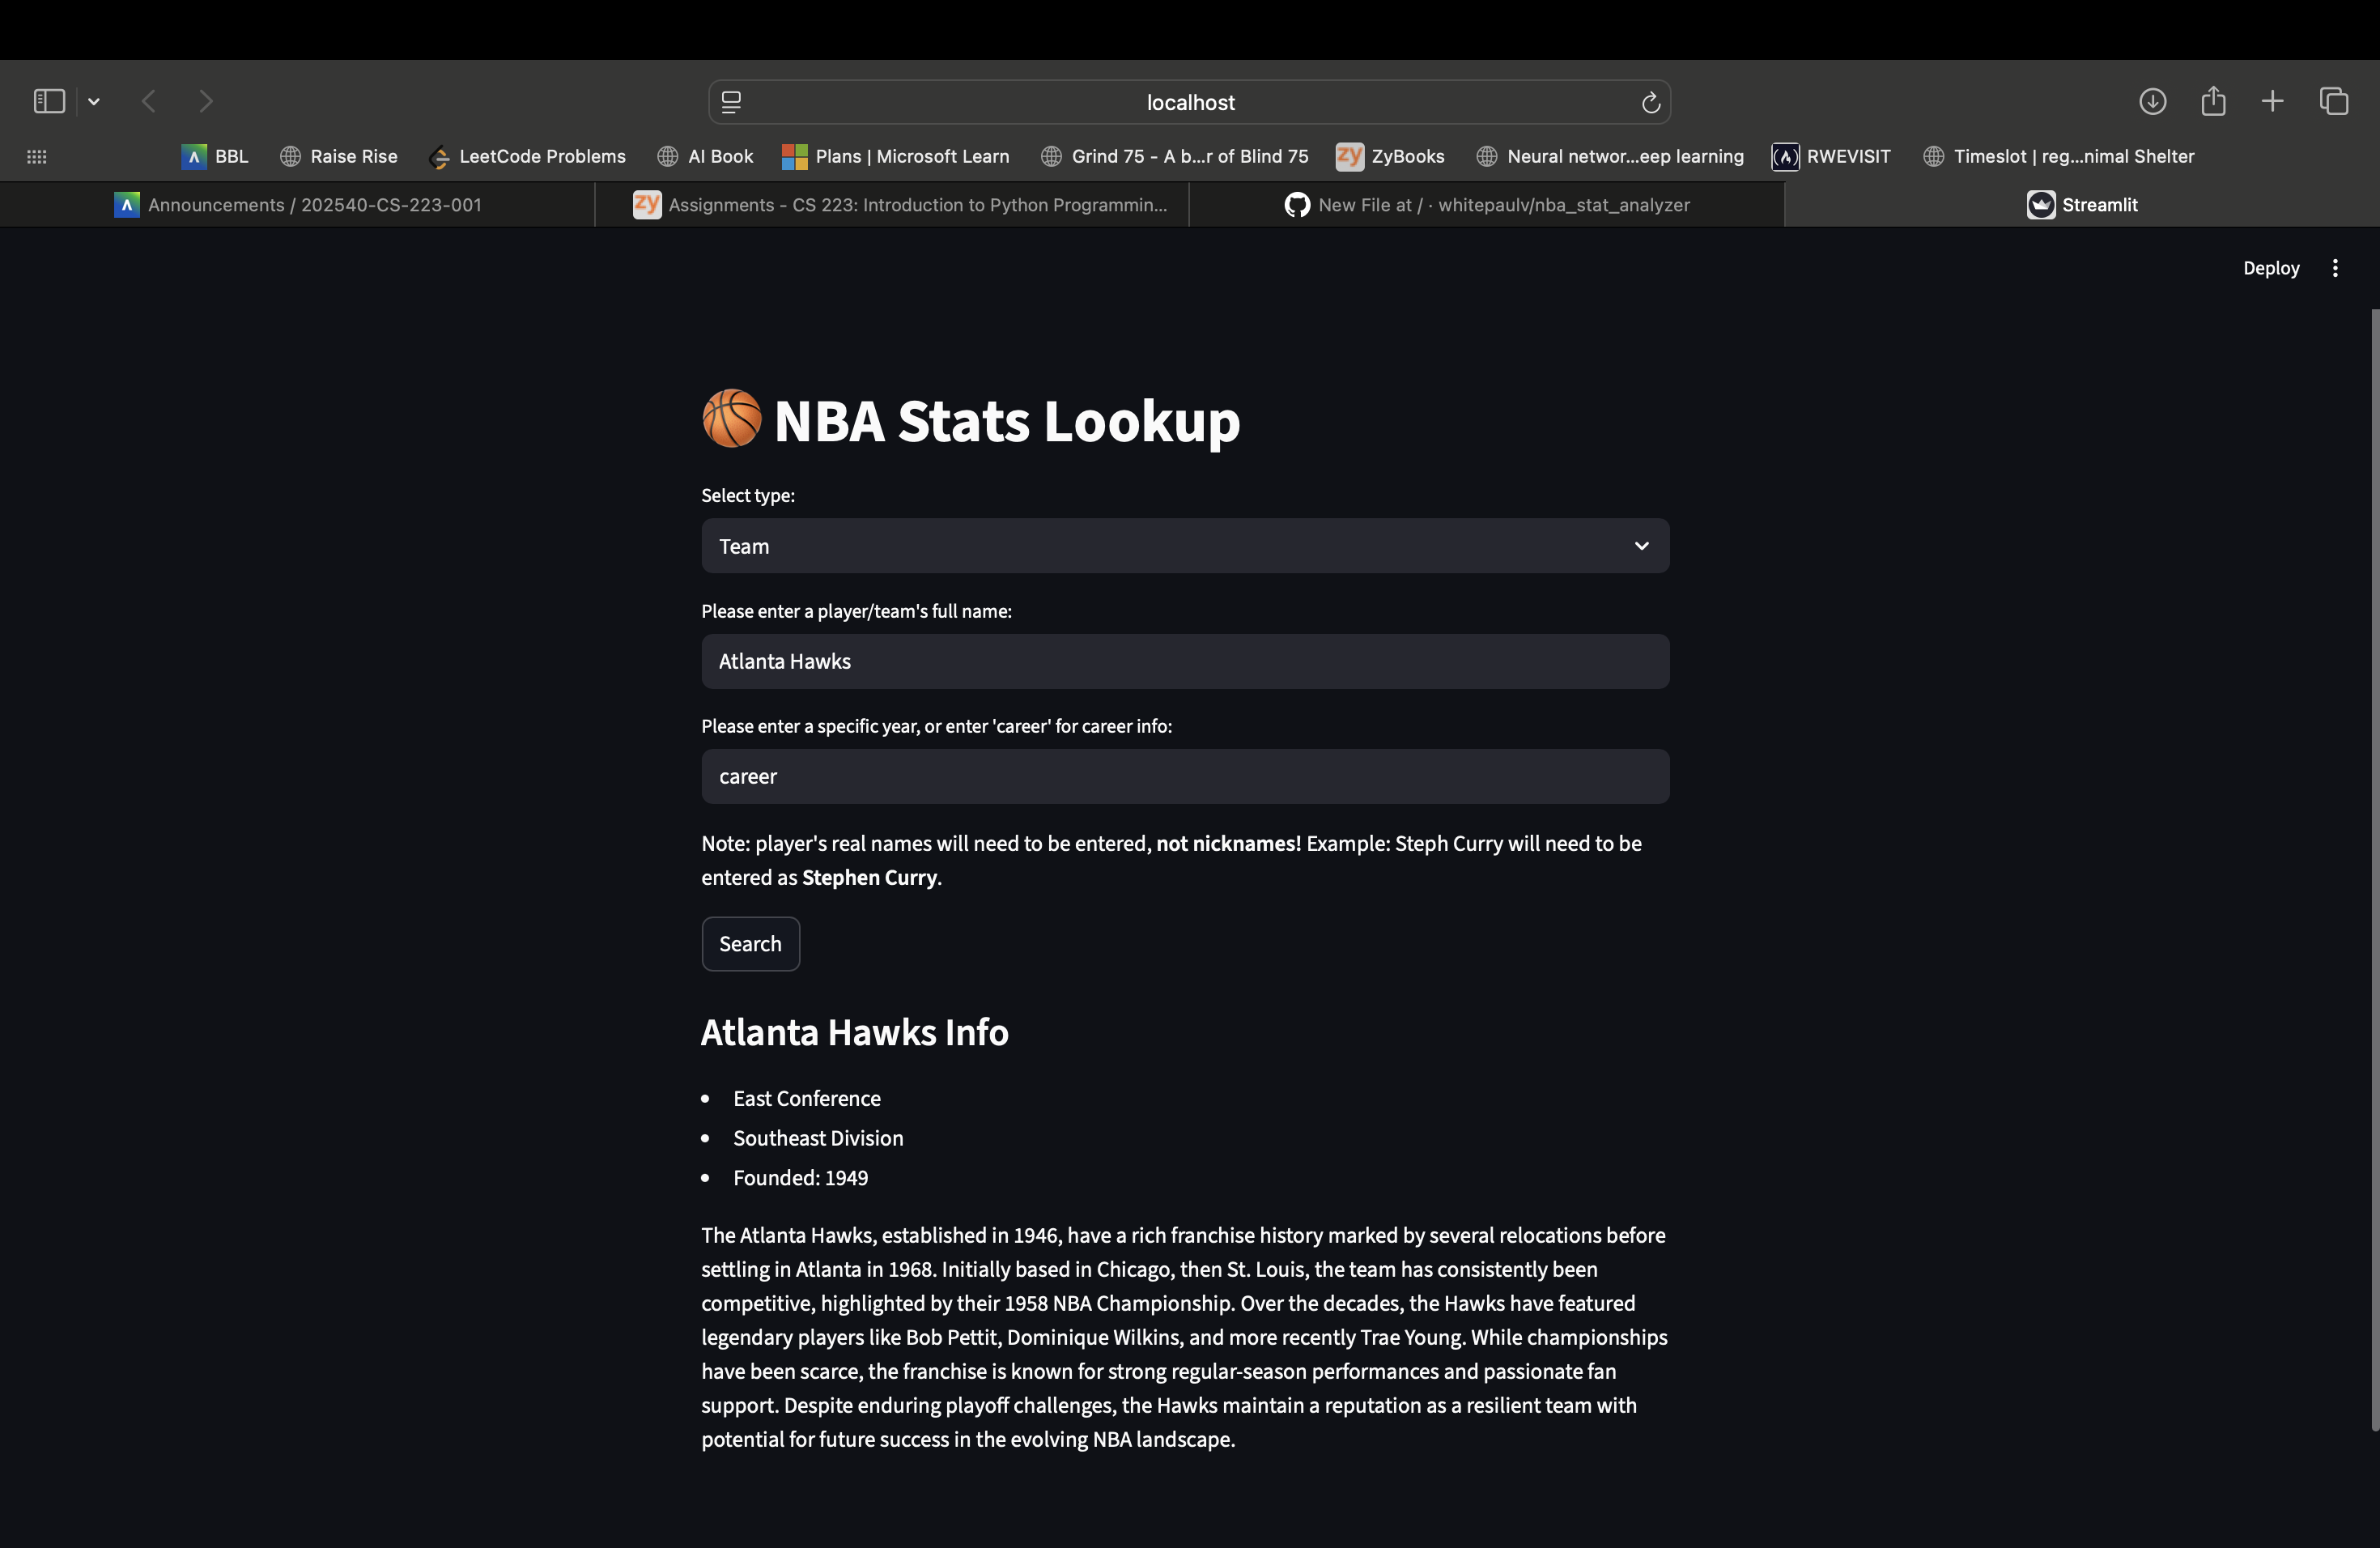 localhost
BBL
Raise Rise
LeetCode Problems
AI Book
Plans | Microsoft Learn
Grind 75 - A b...r of Blind 75
zy ZyBooks
Neural networ...eep learning
RWEVISIT
Timeslot | reg...nimal Shelter
Announcements / 202540-CS-223-001
zy Assignments - CS 223: Introduction to Python Programmin...
New File at / · whitepaulv/nba_stat_analyzer
Streamlit
Deploy
NBA Stats Lookup
Select type:
Team
Please enter a player/team's full name:
Atlanta Hawks
Please enter a specific year, or enter 'career' for career info:
career
Note: player's real names will need to be entered, not nicknames! Example: Steph Curry will need to be
entered as Stephen Curry.
Search
Atlanta Hawks Info
East Conference
Southeast Division
Founded: 1949
The Atlanta Hawks, established in 1946, have a rich franchise history marked by several relocations before
settling in Atlanta in 1968. Initially based in Chicago, then St. Louis, the team has consistently been
competitive, highlighted by their 1958 NBA Championship. Over the decades, the Hawks have featured
legendary players like Bob Pettit, Dominique Wilkins, and more recently Trae Young. While championships
have been scarce, the franchise is known for strong regular-season performances and passionate fan
support. Despite enduring playoff challenges, the Hawks maintain a reputation as a resilient team with
potential for future success in the evolving NBA landscape.